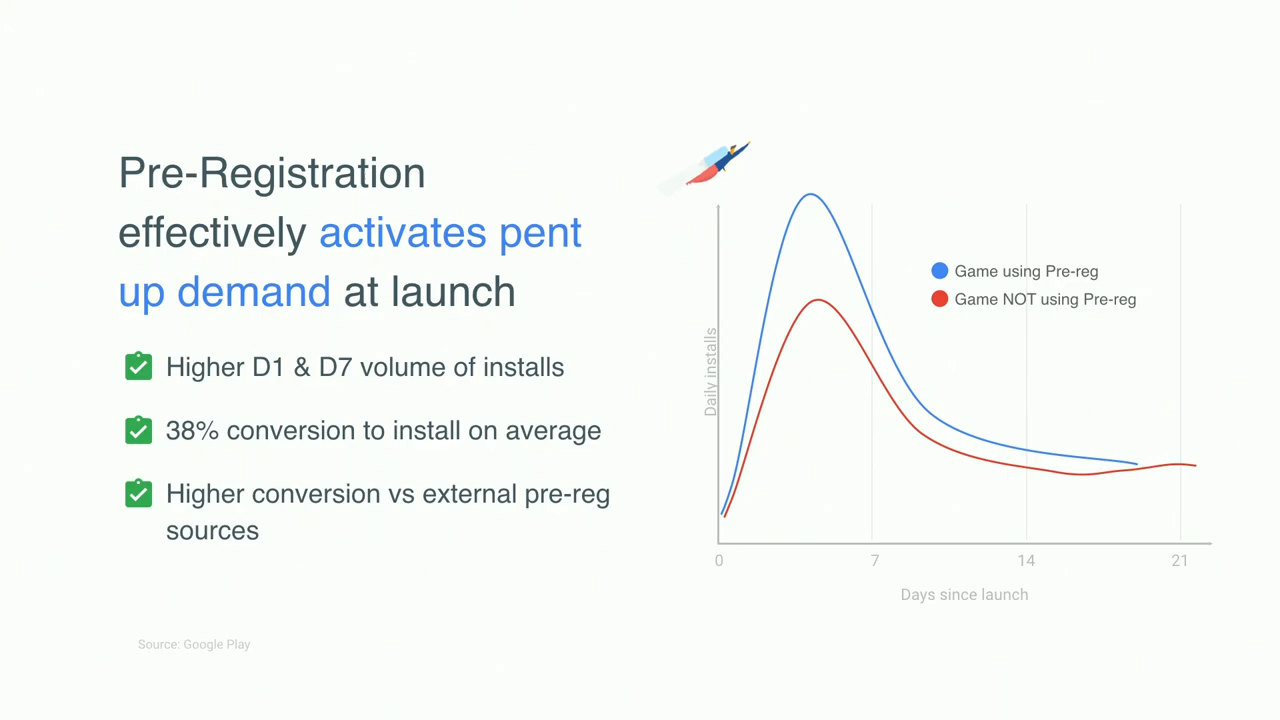 Pre-Registration
effectively activates pent
up demand at launch
Higher D1 & D7 volume of installs
38% conversion to install on average
Higher conversion vs external pre-reg
sources
Source: Google Play
Daily installs
Game using Pre-reg
Game NOT using Pre-reg
0 7 14 21
Days since launch